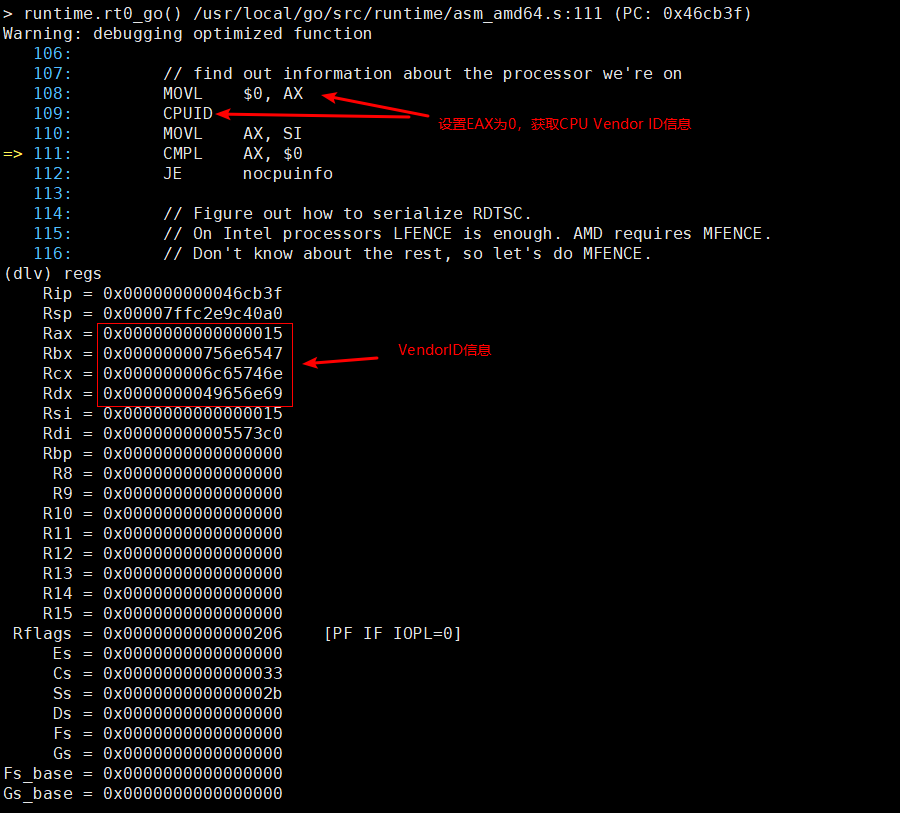 > runtime.rt0_go() /usr/local/go/src/runtime/asm_amd64.s:111 (PC: 0x46cb3f)
Warning: debugging optimized function
106:
107: // find out information about the processor we're on
108: MOVL $0, AX
109: CPUID
设置EAX为0，获取CPU Vendor ID信息
110: MOVL AX, SI
=> 111: CMPL AX, $0
112: JE nocpuinfo
113:
114: // Figure out how to serialize RDTSC.
115: // On Intel processors LFENCE is enough. AMD requires MFENCE.
116: // Don't know about the rest, so let's do MFENCE.
(dlv) regs
Rip = 0x000000000046cb3f
Rsp = 0x00007ffc2e9c40a0
Rax = 0x0000000000000015
Rbx = 0x00000000756e6547
VendorID信息
Rcx = 0x000000006c65746e
Rdx = 0x0000000049656e69
Rsi = 0x0000000000000015
Rdi = 0x00000000005573c0
Rbp = 0x0000000000000000
R8 = 0x0000000000000000
R9 = 0x0000000000000000
R10 = 0x0000000000000000
R11 = 0x0000000000000000
R12 = 0x0000000000000000
R13 = 0x0000000000000000
R14 = 0x0000000000000000
R15 = 0x0000000000000000
Rflags = 0x0000000000000206 [PF IF IOPL=0]
Es = 0x0000000000000000
Cs = 0x0000000000000033
Ss = 0x000000000000002b
Ds = 0x0000000000000000
Fs = 0x0000000000000000
Gs = 0x0000000000000000
Fs_base = 0x0000000000000000
Gs_base = 0x0000000000000000